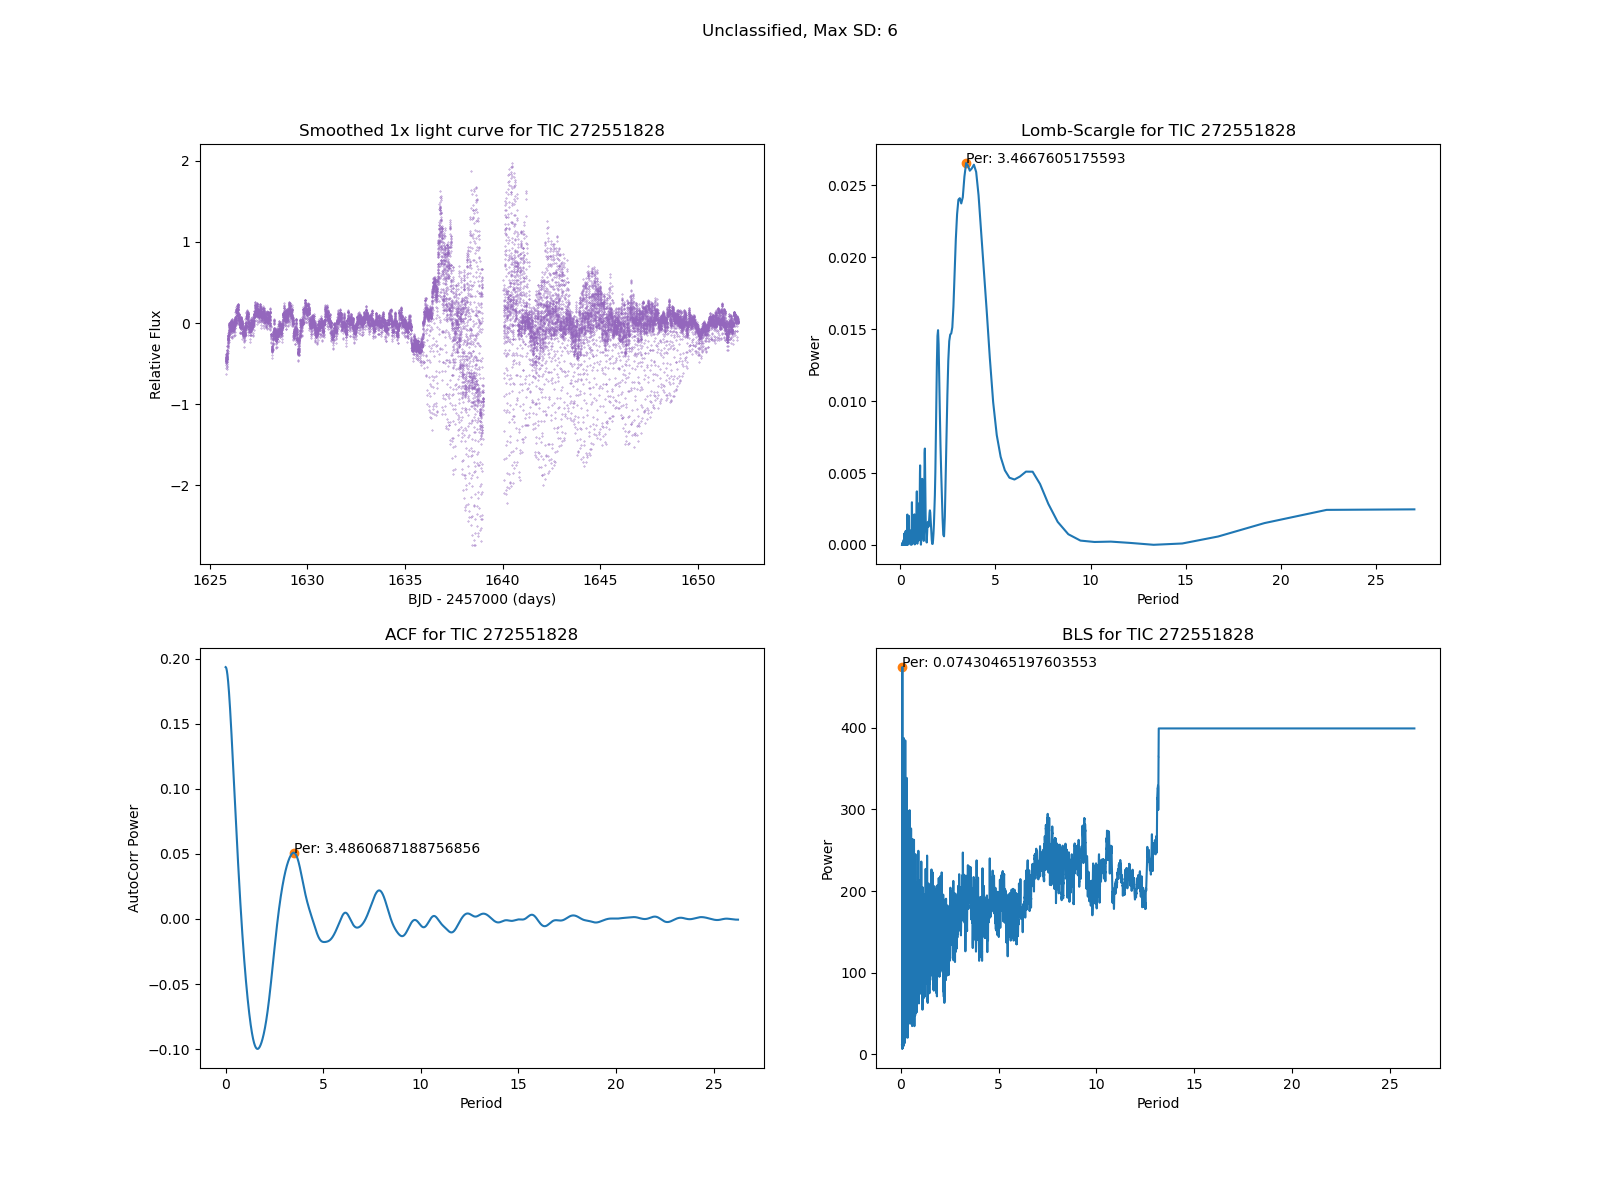 Unclassified, Max SD: 6
Smoothed 1x light curve for TIC 272551828
2
1
0
−1
−2
Relative Flux
1625
1630
1635
1640
1645
1650
BJD - 2457000 (days)
Lomb-Scargle for TIC 272551828
Per: 3.4667605175593
0.025
0.020
0.015
0.010
0.005
0.000
Power
0
5
10
15
20
25
Period
ACF for TIC 272551828
Per: 3.4860687188756856
0.20
0.15
0.10
0.05
0.00
−0.05
−0.10
AutoCorr Power
0
5
10
15
20
25
Period
BLS for TIC 272551828
Per: 0.07430465197603553
400
300
200
100
0
Power
0
5
10
15
20
25
Period